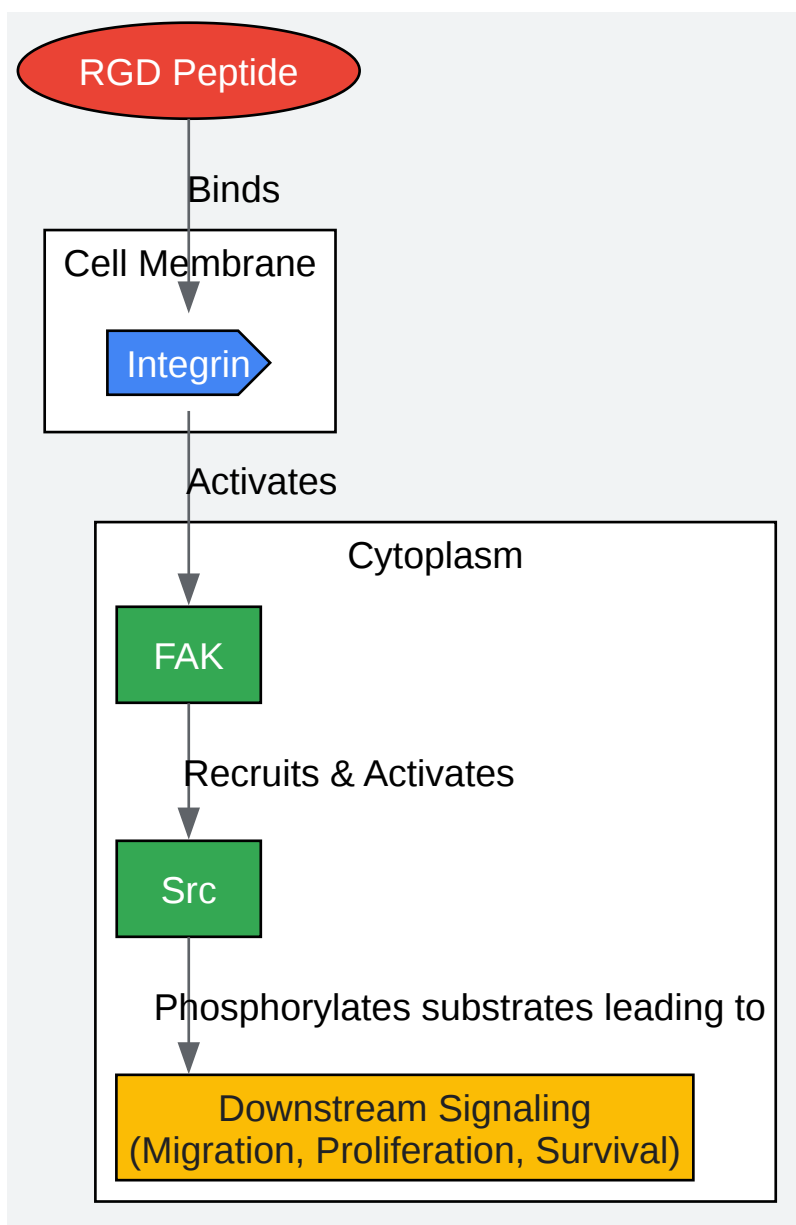 RGD Peptide
Binds
Cell Membrane
Integrin
Activates
Cytoplasm
FAK
Recruits & Activates
Src
Phosphorylates substrates leading to
Downstream Signaling
(Migration, Proliferation, Survival)